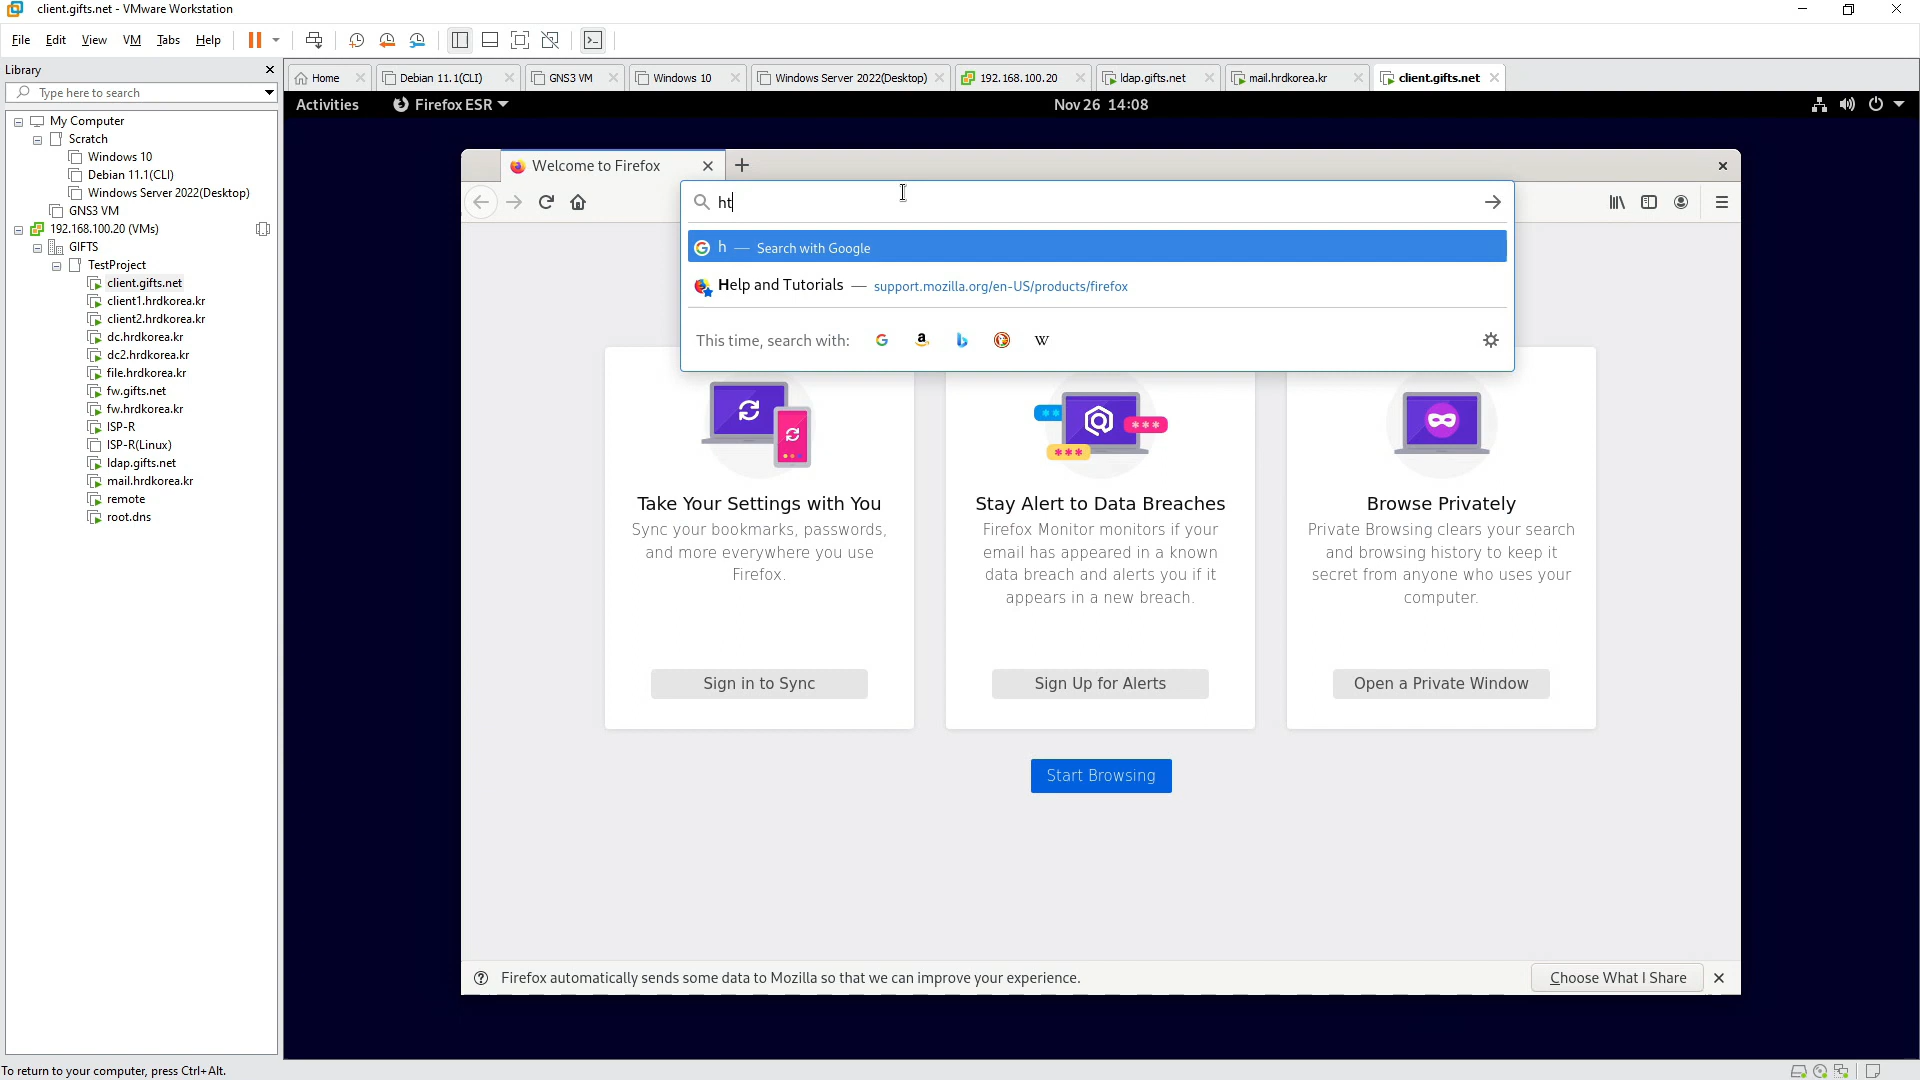 client.gifts.net - VMware Workstation
File Edit View VM Tabs Help
Library
Type here to search
Home Debian 11.1(CLI) GNS3 VM Windows 10 Windows Server 2022(Desktop) 192.168.100.20 ldap.gifts.net mail.hrdkorea.kr client.gifts.net
Activities Firefox ESR Nov 26 14:08
My Computer
Scratch
Windows 10
Debian 11.1(CLI)
Windows Server 2022(Desktop)
GNS3 VM
192.168.100.20 (VMs)
GIFTS
TestProject
client.gifts.net
client1.hrdkorea.kr
client2.hrdkorea.kr
dc.hrdkorea.kr
dc2.hrdkorea.kr
file.hrdkorea.kr
fw.gifts.net
fw.hrdkorea.kr
ISP-R
ISP-R(Linux)
ldap.gifts.net
mail.hrdkorea.kr
remote
root.dns
Welcome to Firefox
ht
h — Search with Google
Help and Tutorials — support.mozilla.org/en-US/products/firefox
This time, search with:
Take Your Settings with You
Sync your bookmarks, passwords,
and more everywhere you use
Firefox.
Sign in to Sync
Stay Alert to Data Breaches
Firefox Monitor monitors if your
email has appeared in a known
data breach and alerts you if it
appears in a new breach.
Sign Up for Alerts
Browse Privately
Private Browsing clears your search
and browsing history to keep it
secret from anyone who uses your
computer.
Open a Private Window
Start Browsing
Firefox automatically sends some data to Mozilla so that we can improve your experience.
Choose What I Share
To return to your computer, press Ctrl+Alt.